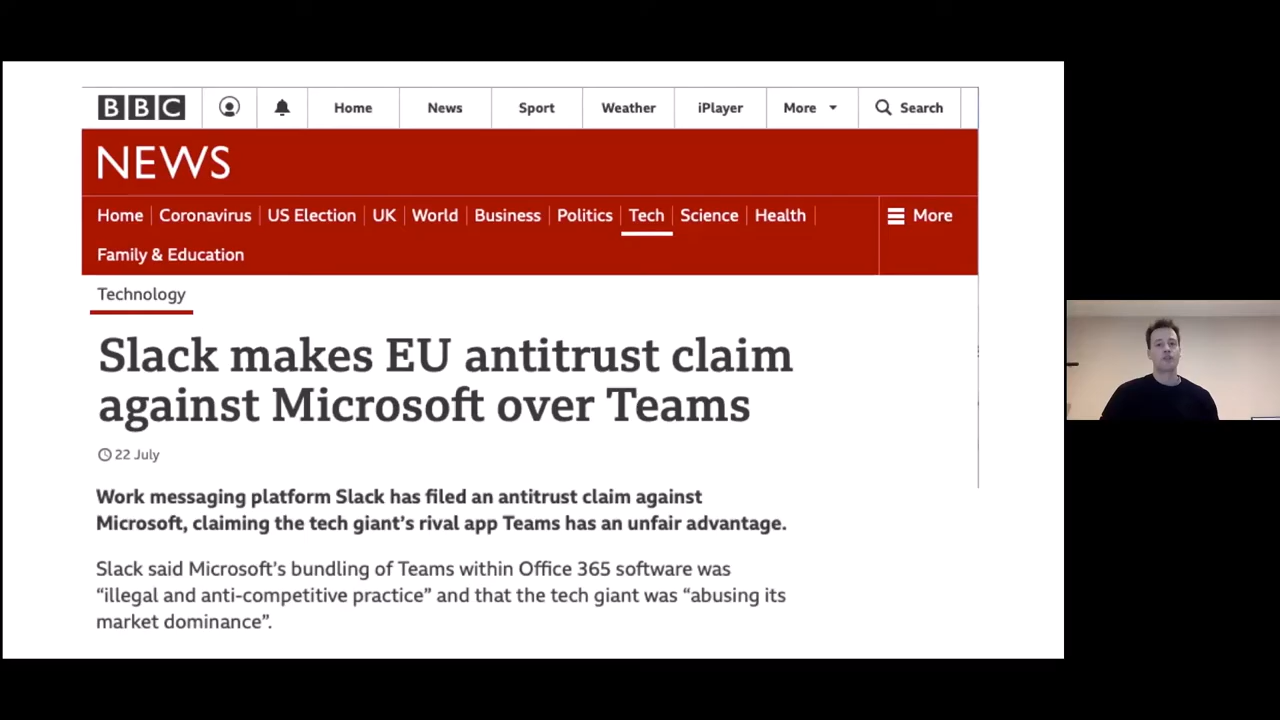 BBC Home News Sport Weather iPlayer More Search
NEWS
Home Coronavirus US Election UK World Business Politics Tech Science Health More
Family & Education
Technology
Slack makes EU antitrust claim
against Microsoft over Teams
22 July
Work messaging platform Slack has filed an antitrust claim against
Microsoft, claiming the tech giant’s rival app Teams has an unfair advantage.
Slack said Microsoft’s bundling of Teams within Office 365 software was
“illegal and anti-competitive practice” and that the tech giant was “abusing its
market dominance”.